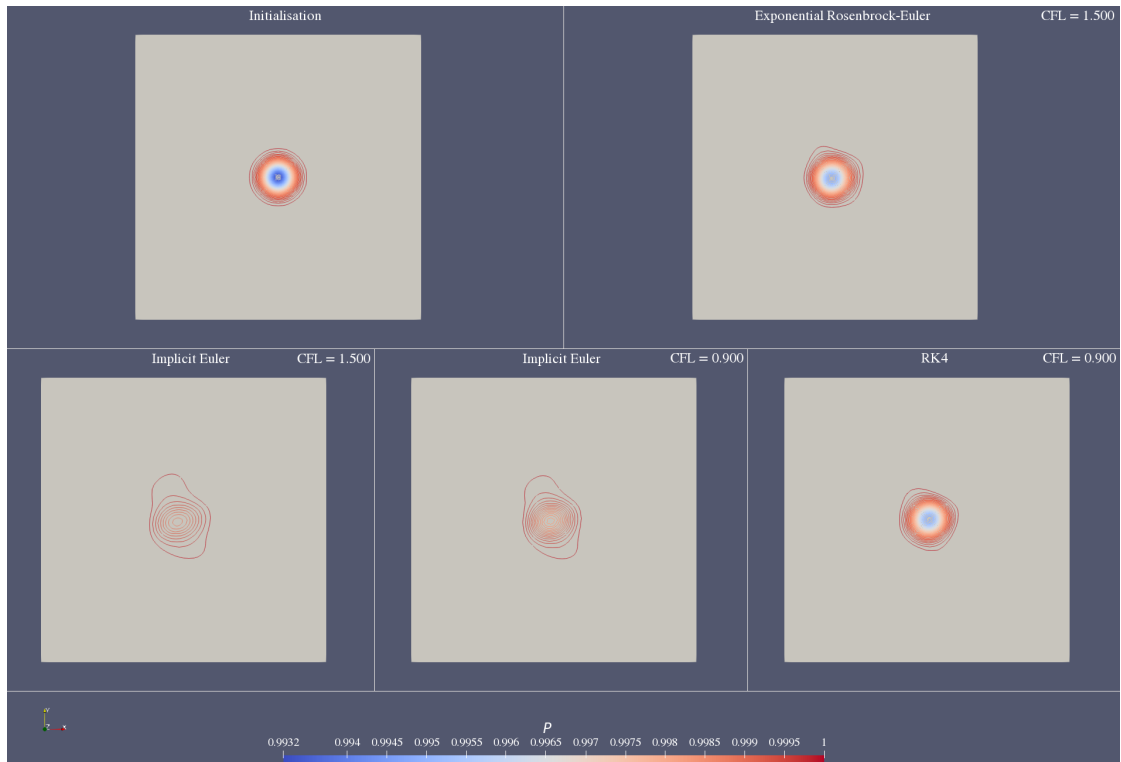 Initialisation
Exponential Rosenbrock-Euler CFL = 1.500
Implicit Euler CFL = 1.500
Implicit Euler CFL = 0.900
RK4 CFL = 0.900
P
0.9932 0.994 0.9945 0.995 0.9955 0.996 0.9965 0.997 0.9975 0.998 0.9985 0.999 0.9995 1